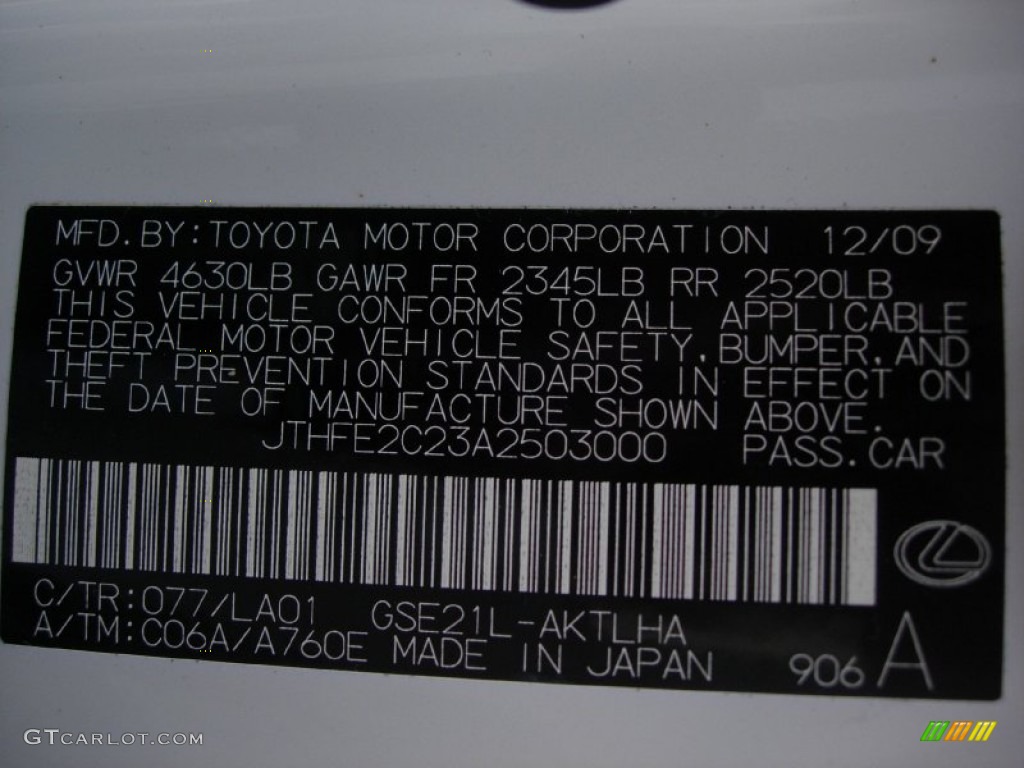 MFD.BY:TOYOTA MOTOR CORPORATION 12/09
GVWR 4630LB GAWR FR 2345LB RR 2520LB
THIS VEHICLE CONFORMS TO ALL APPLICABLE
FEDERAL MOTOR VEHICLE SAFETY,BUMPER,AND
THEFT PREVENTION STANDARDS IN EFFECT ON
THE DATE OF MANUFACTURE SHOWN ABOVE.
JTHFE2C23A2503000 PASS.CAR
C/TR:077/LA01 GSE21L-AKTLHA
A/TM:C06A/A760E MADE IN JAPAN 906 A
GTCARLOT.COM